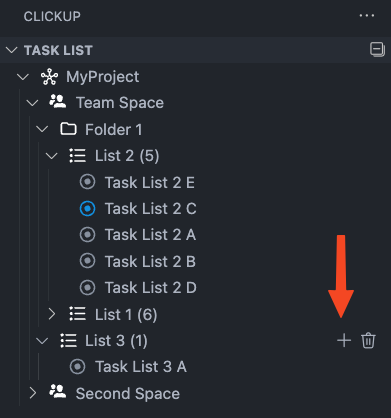 CLICKUP
TASK LIST
MyProject
Team Space
Folder 1
List 2 (5)
Task List 2 E
Task List 2 C
Task List 2 A
Task List 2 B
Task List 2 D
List 1 (6)
List 3 (1)
Task List 3 A
Second Space